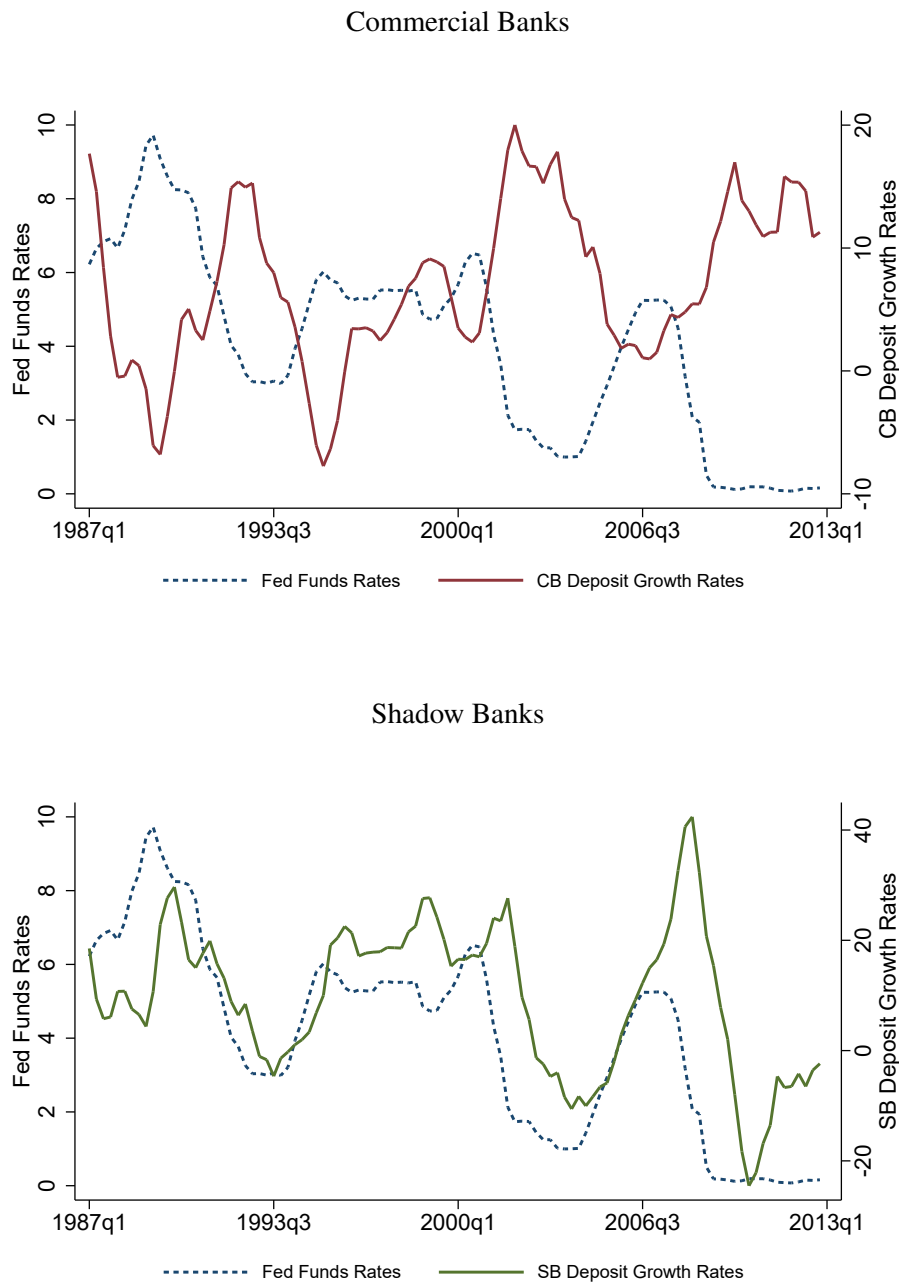 Commercial Banks
10
8
6
4
2
0
Fed Funds Rates
20
10
0
-10
CB Deposit Growth Rates
1987q1 1993q3 2000q1 2006q3 2013q1
Fed Funds Rates CB Deposit Growth Rates
Shadow Banks
10
8
6
4
2
0
Fed Funds Rates
40
20
0
-20
SB Deposit Growth Rates
1987q1 1993q3 2000q1 2006q3 2013q1
Fed Funds Rates SB Deposit Growth Rates